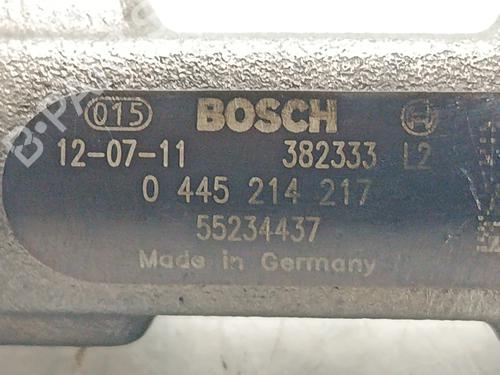 015 BOSCH
12-07-11 382333 L2
0 445 214 217
55234437
Made in Germany